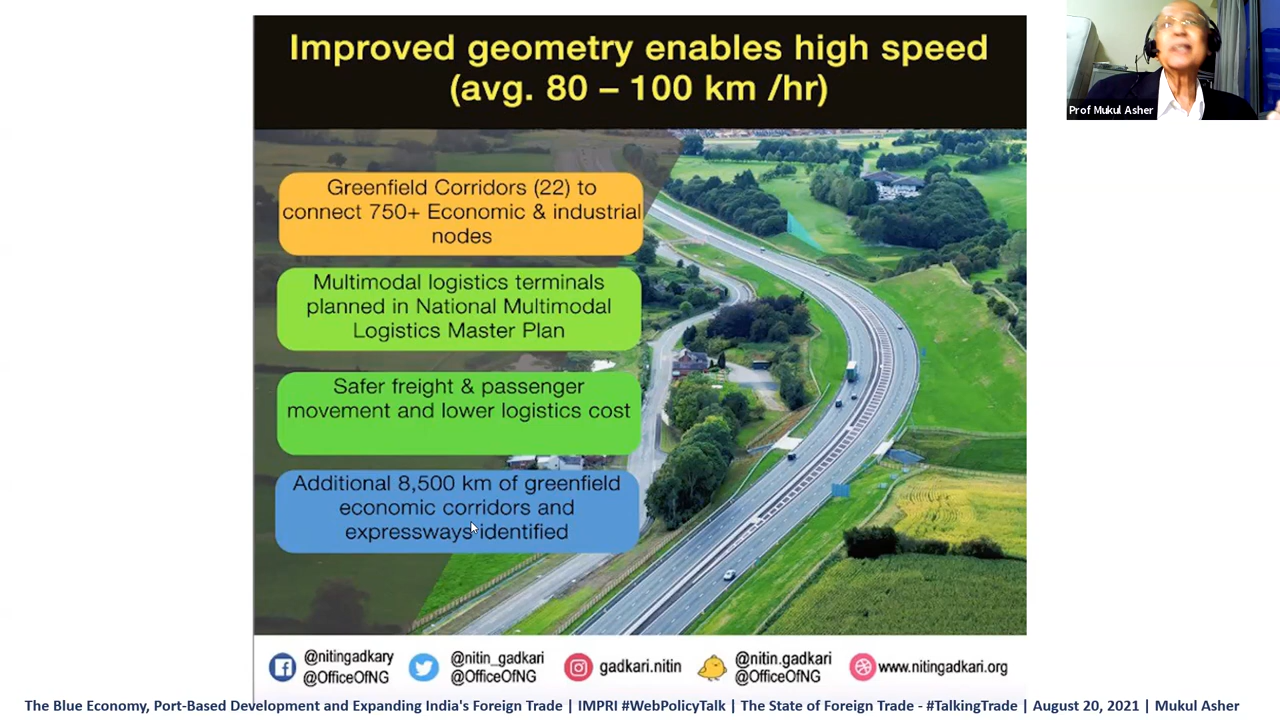 Improved geometry enables high speed
(avg. 80 – 100 km /hr)
Prof Mukul Asher
Greenfield Corridors (22) to
connect 750+ Economic & industrial
nodes
Multimodal logistics terminals
planned in National Multimodal
Logistics Master Plan
Safer freight & passenger
movement and lower logistics cost
Additional 8,500 km of greenfield
economic corridors and
expressways identified
@nitingadkary
@OfficeOfNG
@nitin_gadkari
@OfficeOfNG
gadkari.nitin
@nitin.gadkari
@OfficeOfNG
www.nitingadkari.org
The Blue Economy, Port-Based Development and Expanding India's Foreign Trade | IMPRI #WebPolicyTalk | The State of Foreign Trade - #TalkingTrade | August 20, 2021 | Mukul Asher